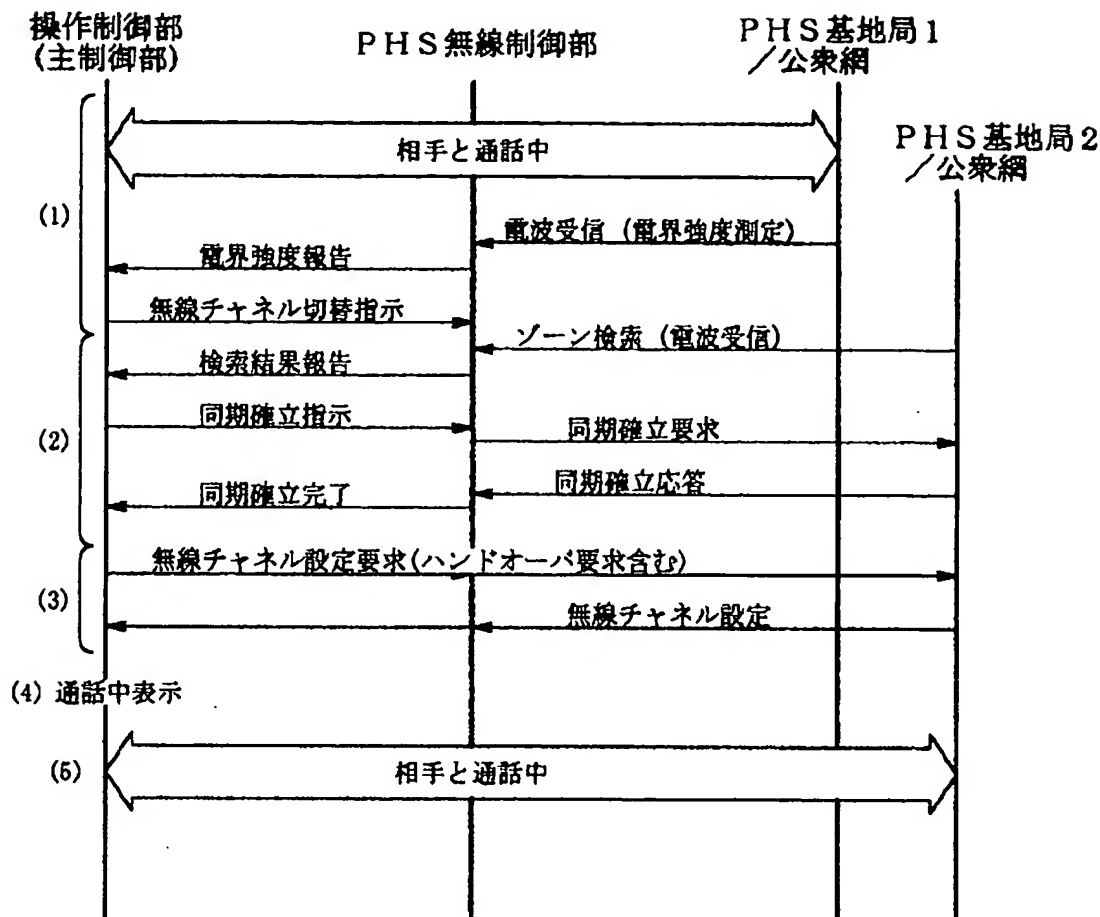 操作制御部
(主制御部)
PHS無線制御部
PHS基地局1
/公衆網
PHS基地局2
/公衆網
相手と通話中
(1)
電波受信 (電界強度測定)
電界強度報告
無線チャネル切替指示
ゾーン検索 (電波受信)
検索結果報告
同期確立指示
(2)
同期確立要求
同期確立応答
同期確立完了
無線チャネル設定要求(ハンドオーバ要求含む)
(3)
無線チャネル設定
(4) 通話中表示
(5)
相手と通話中